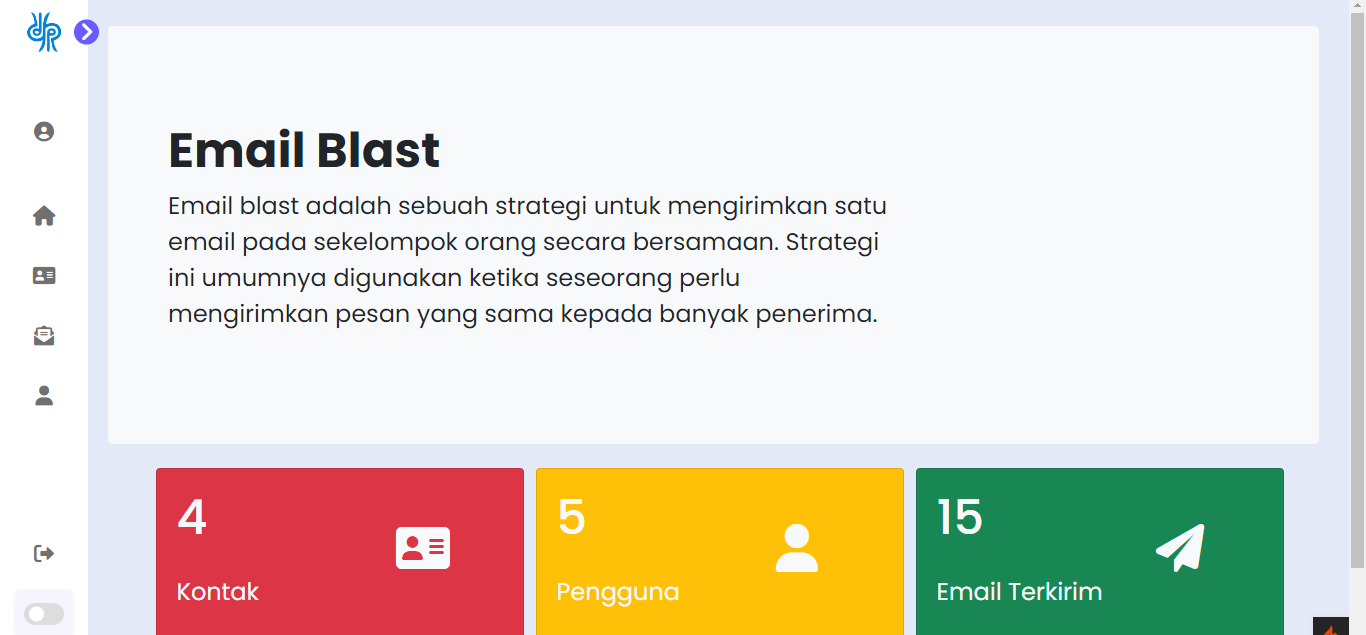 Email Blast
Email blast adalah sebuah strategi untuk mengirimkan satu
email pada sekelompok orang secara bersamaan. Strategi
ini umumnya digunakan ketika seseorang perlu
mengirimkan pesan yang sama kepada banyak penerima.
4
Kontak
5
Pengguna
15
Email Terkirim